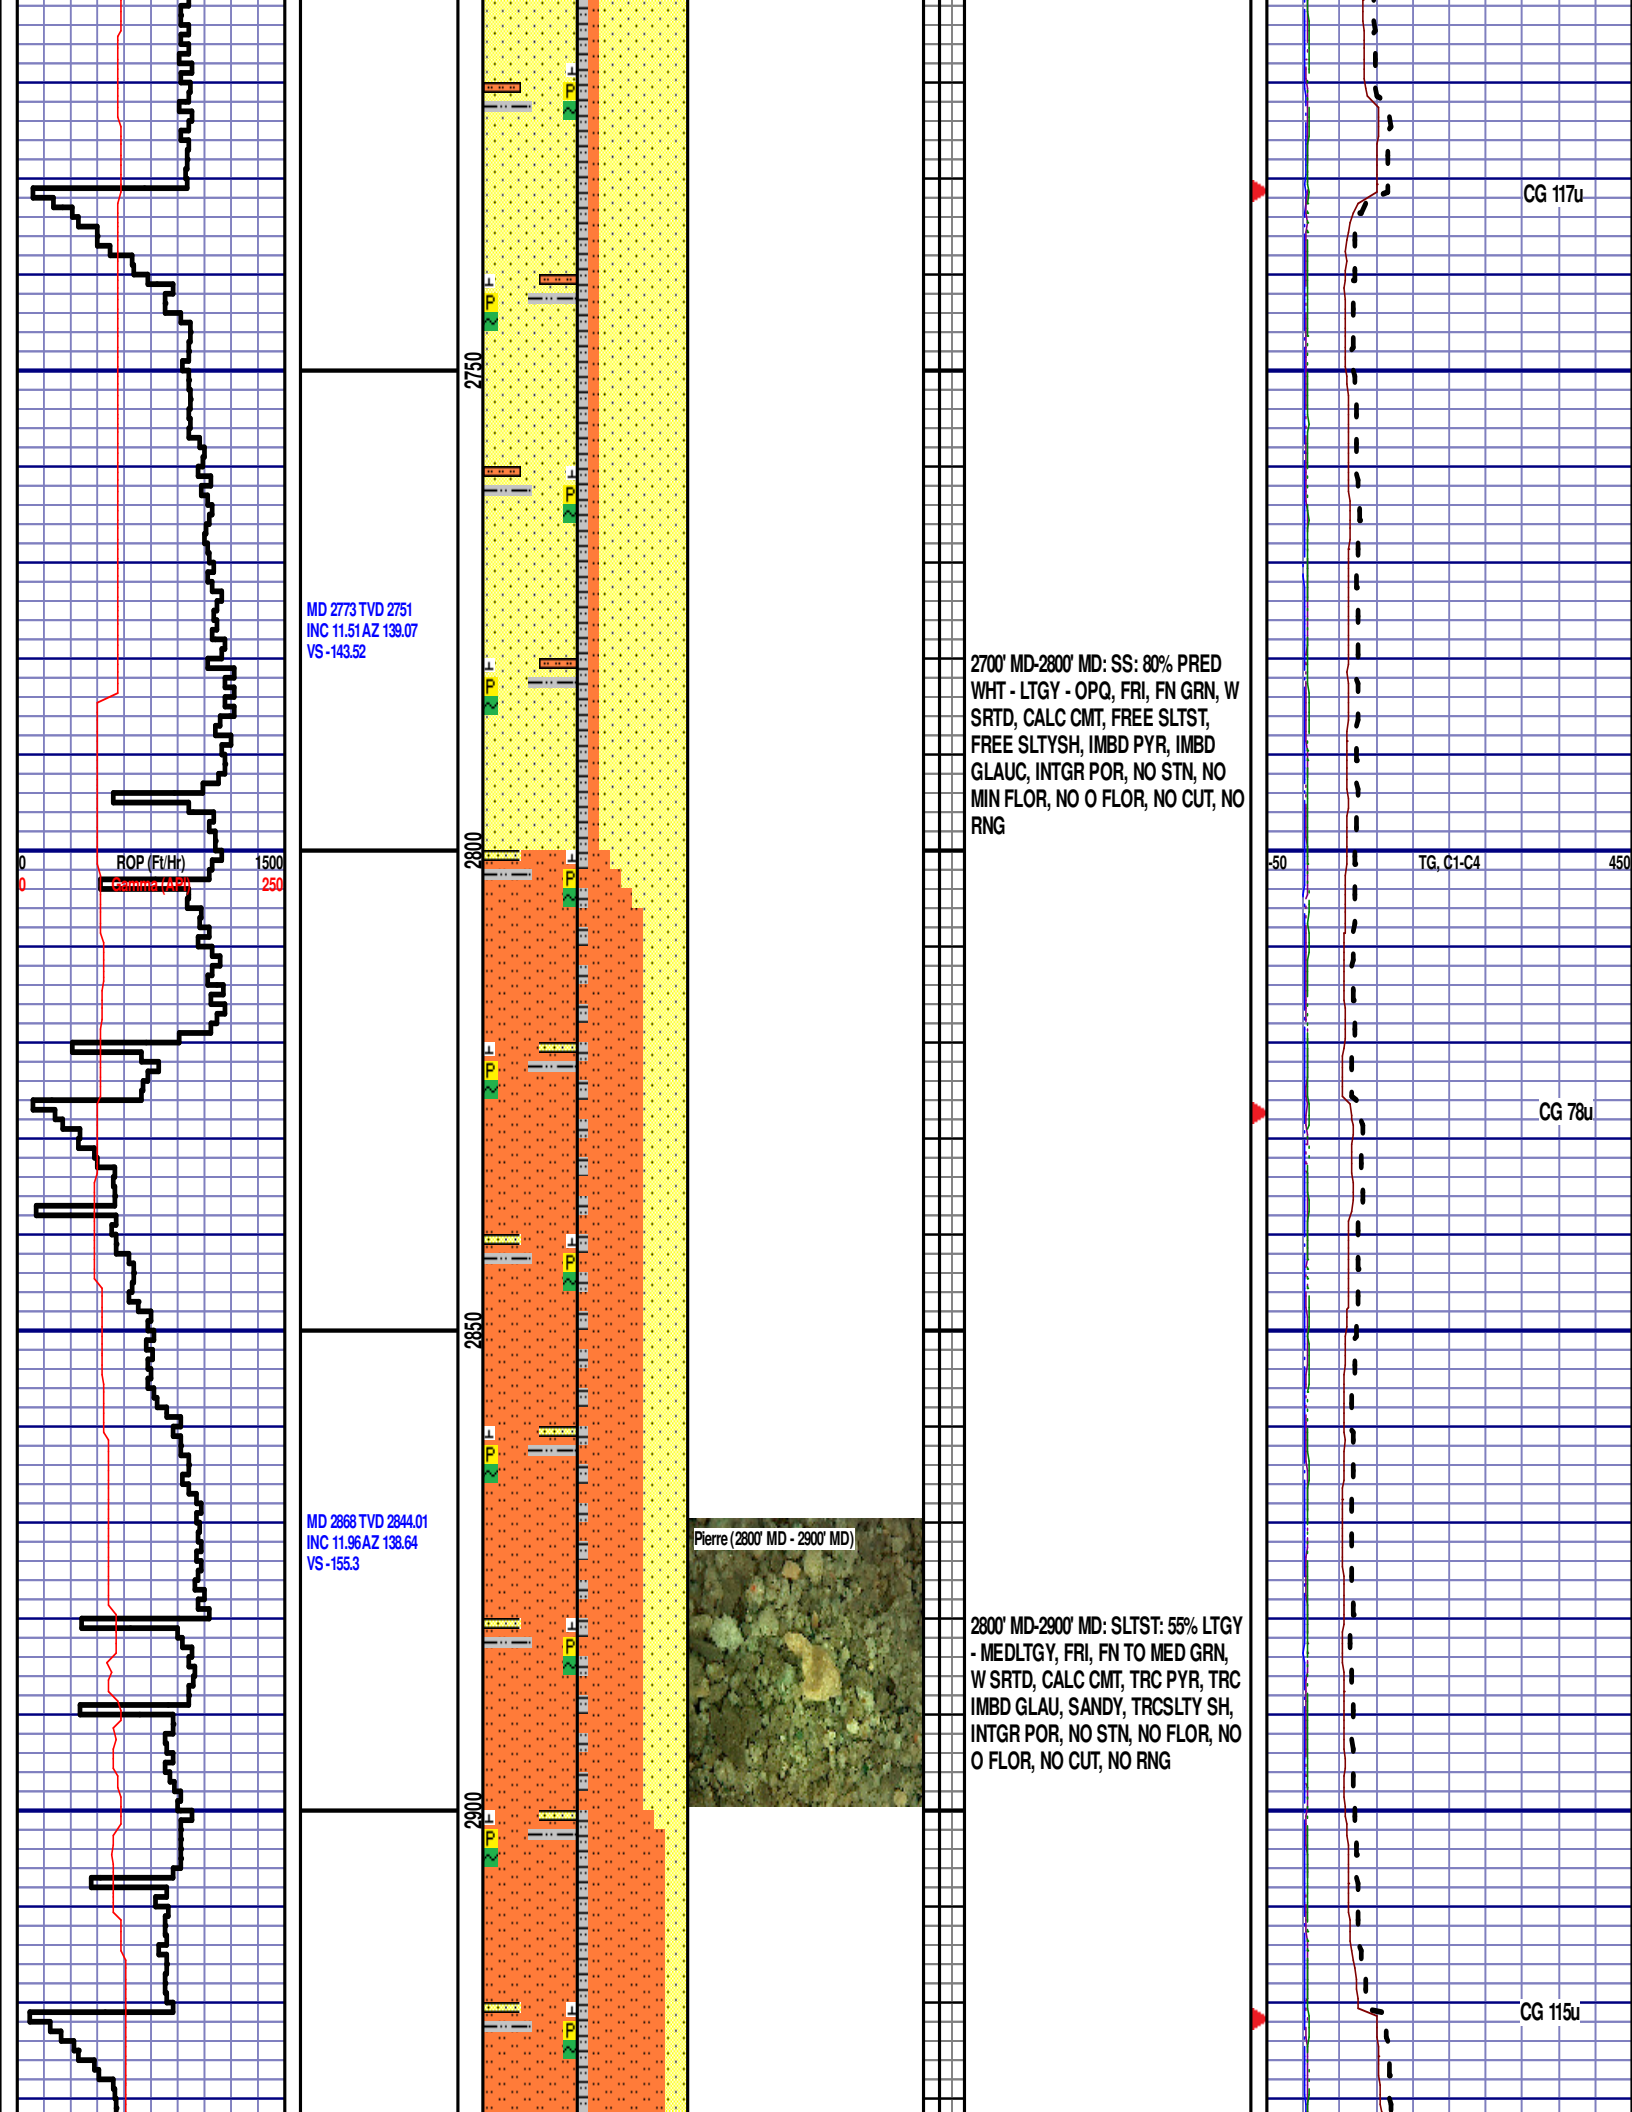 P
CG 117u
P
2750
P
MD 2773 TVD 2751
INC 11.51 AZ 139.07
VS -143.52
P
2700' MD-2800' MD: SS: 80% PRED
WHT - LTGY - OPQ, FRI, FN GRN, W
SRTD, CALC CMT, FREE SLTST,
FREE SLTYSH, IMBD PYR, IMBD
GLAUC, INTGR POR, NO STN, NO
MIN FLOR, NO O FLOR, NO CUT, NO
RNG
2800
0 ROP (Ft/Hr) 1500
0 Gamma (API) 250
-50 TG, C1-C4 450
P
P
CG 78u
P
2850
P
MD 2868 TVD 2844.01
INC 11.96 AZ 138.64
VS -155.3
Pierre (2800' MD - 2900' MD)
P
2800' MD-2900' MD: SLTST: 55% LTGY
- MEDLTGY, FRI, FN TO MED GRN,
W SRTD, CALC CMT, TRC PYR, TRC
IMBD GLAU, SANDY, TRCSLTY SH,
INTGR POR, NO STN, NO FLOR, NO
O FLOR, NO CUT, NO RNG
2900
P
CG 115u
P